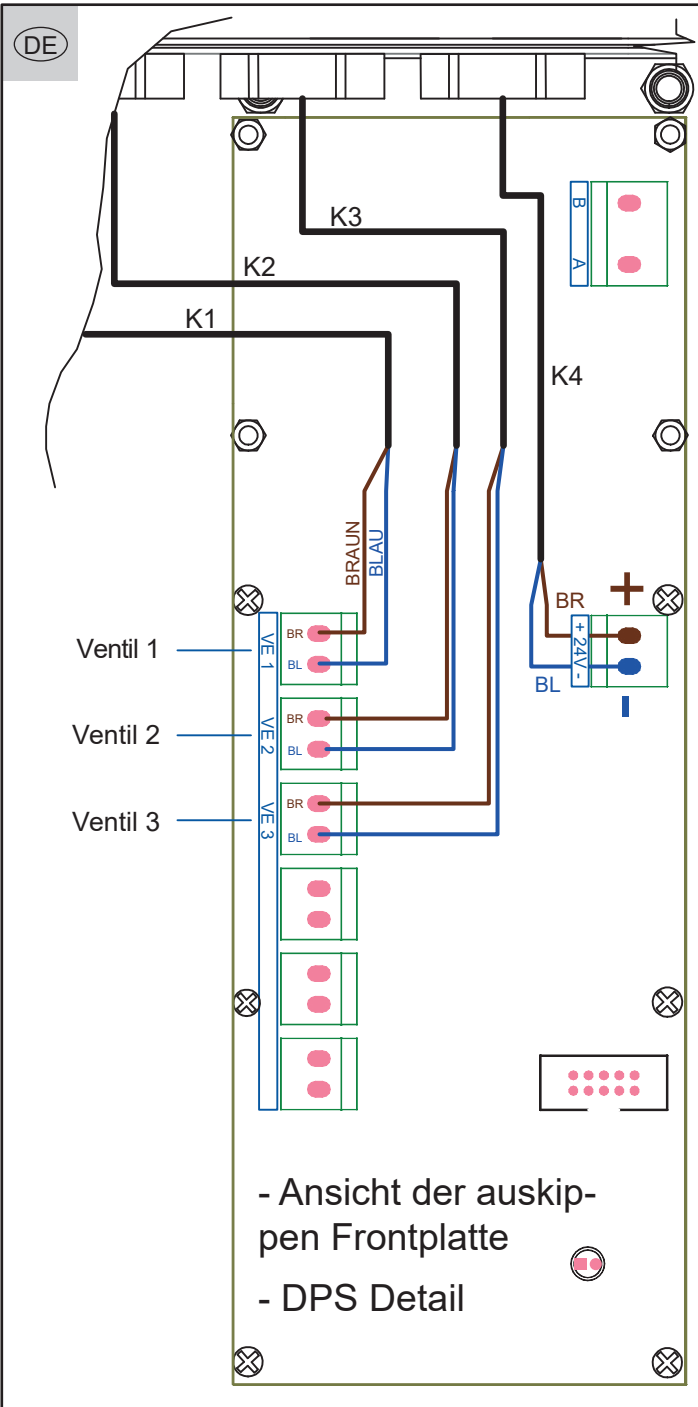 DE
K3
K2
K1
K4
B
A
BRAUN
BLAU
BR
+
+ 24V -
BL
-
Ventil 1
VE 1
BR
BL
Ventil 2
VE 2
BR
BL
Ventil 3
VE 3
BR
BL
- Ansicht der auskip-
pen Frontplatte
- DPS Detail